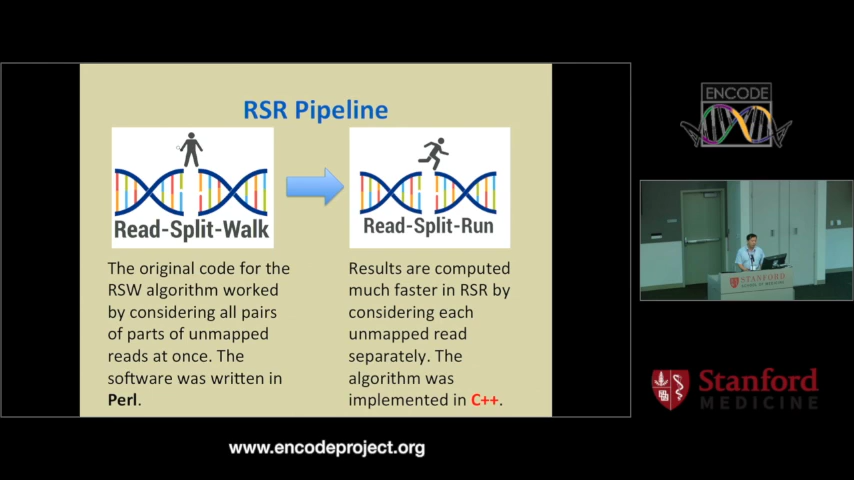 RSR Pipeline
Read-Split-Walk
Read-Split-Run
The original code for the
RSW algorithm worked
by considering all pairs
of parts of unmapped
reads at once. The
software was written in
Perl.
Results are computed
much faster in RSR by
considering each
unmapped read
separately. The
algorithm was
implemented in C++.
ENCODE
STANFORD
Stanford
MEDICINE
www.encodeproject.org